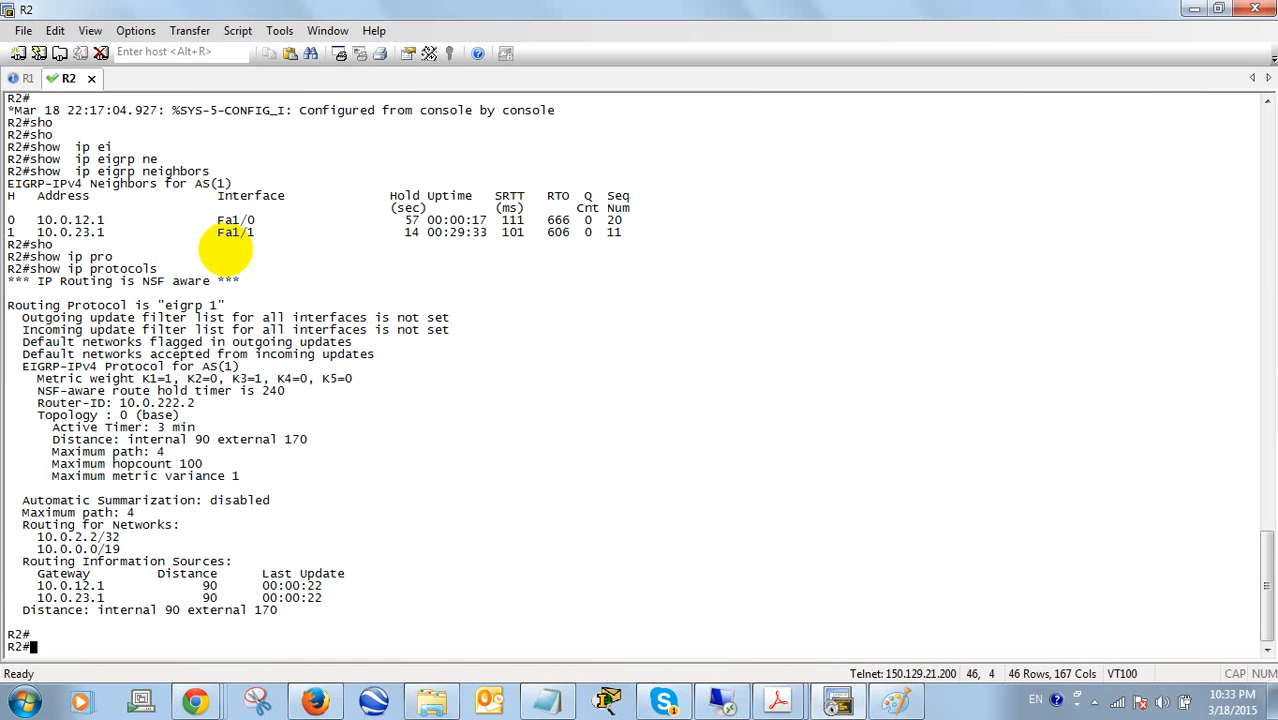 R2
File Edit View Options Transfer Script Tools Window Help
Enter host <Alt+R>
R1 R2
R2#
*Mar 18 22:17:04.927: %SYS-5-CONFIG_I: Configured from console by console
R2#sho
R2#sho
R2#show  ip ei
R2#show  ip eigrp ne
R2#show  ip eigrp neighbors
EIGRP-IPv4 Neighbors for AS(1)
H   Address                 Interface              Hold Uptime   SRTT   RTO  Q  Seq
(sec)         (ms)       Cnt Num
0   10.0.12.1               Fa1/0                    57 00:00:17  111   666  0  20
1   10.0.23.1               Fa1/1                    14 00:29:33  101   606  0  11
R2#sho
R2#show ip pro
R2#show ip protocols
*** IP Routing is NSF aware ***
Routing Protocol is "eigrp 1"
Outgoing update filter list for all interfaces is not set
Incoming update filter list for all interfaces is not set
Default networks flagged in outgoing updates
Default networks accepted from incoming updates
EIGRP-IPv4 Protocol for AS(1)
Metric weight K1=1, K2=0, K3=1, K4=0, K5=0
NSF-aware route hold timer is 240
Router-ID: 10.0.222.2
Topology : 0 (base)
Active Timer: 3 min
Distance: internal 90 external 170
Maximum path: 4
Maximum hopcount 100
Maximum metric variance 1
Automatic Summarization: disabled
Maximum path: 4
Routing for Networks:
10.0.2.2/32
10.0.0.0/19
Routing Information Sources:
Gateway         Distance      Last Update
10.0.12.1             90      00:00:22
10.0.23.1             90      00:00:22
Distance: internal 90 external 170
R2#
R2#
Ready Telnet: 150.129.21.200 46, 4 46 Rows, 167 Cols VT100 CAP NUM
EN 10:33 PM
3/18/2015